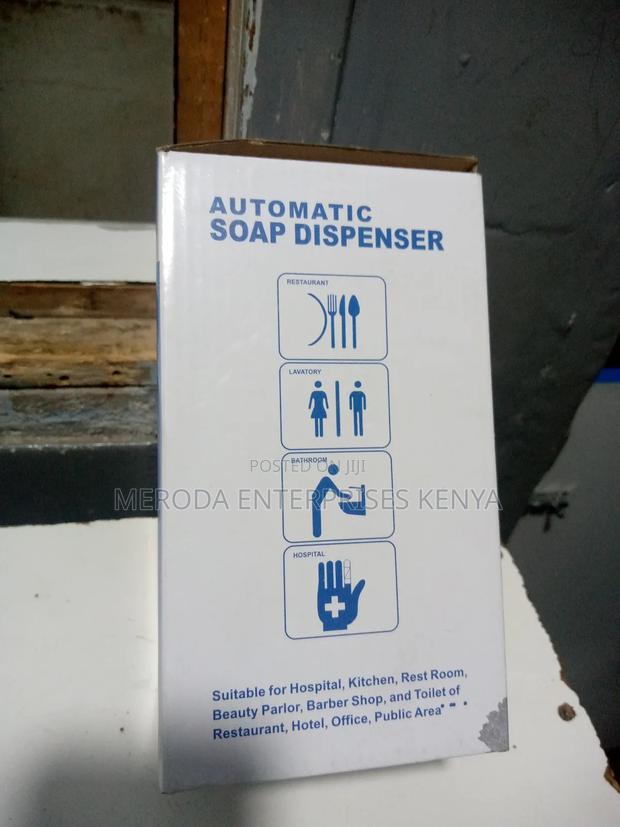 AUTOMATIC
SOAP DISPENSER
RESTAURANT
LAVATORY
BATHROOM
POSTED ON JIJI
MERODA ENTERPRISES KENYA
HOSPITAL
Suitable for Hospital, Kitchen, Rest Room,
Beauty Parlor, Barber Shop, and Toilet of
Restaurant, Hotel, Office, Public Area